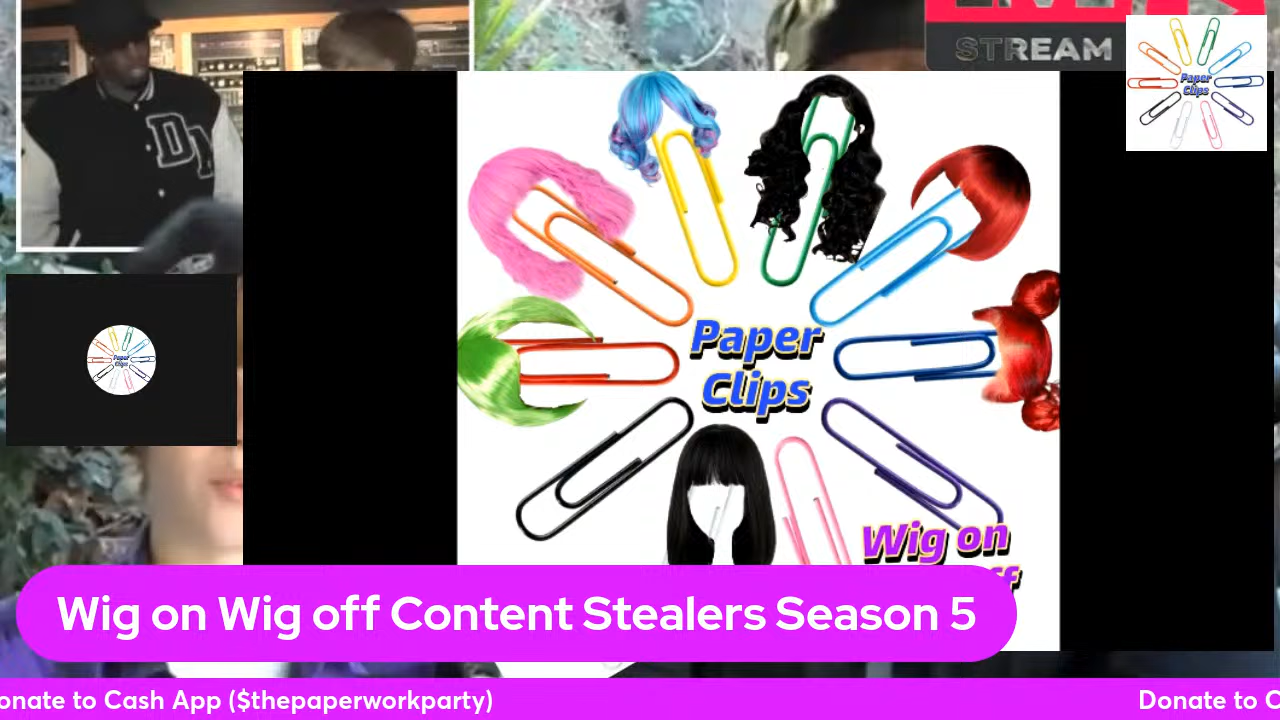 STREAM
Paper
Clips
DN
Paper
Clips
Wig on
Wig on Wig off Content Stealers Season 5
onate to Cash App ($thepaperworkparty)
Donate to C